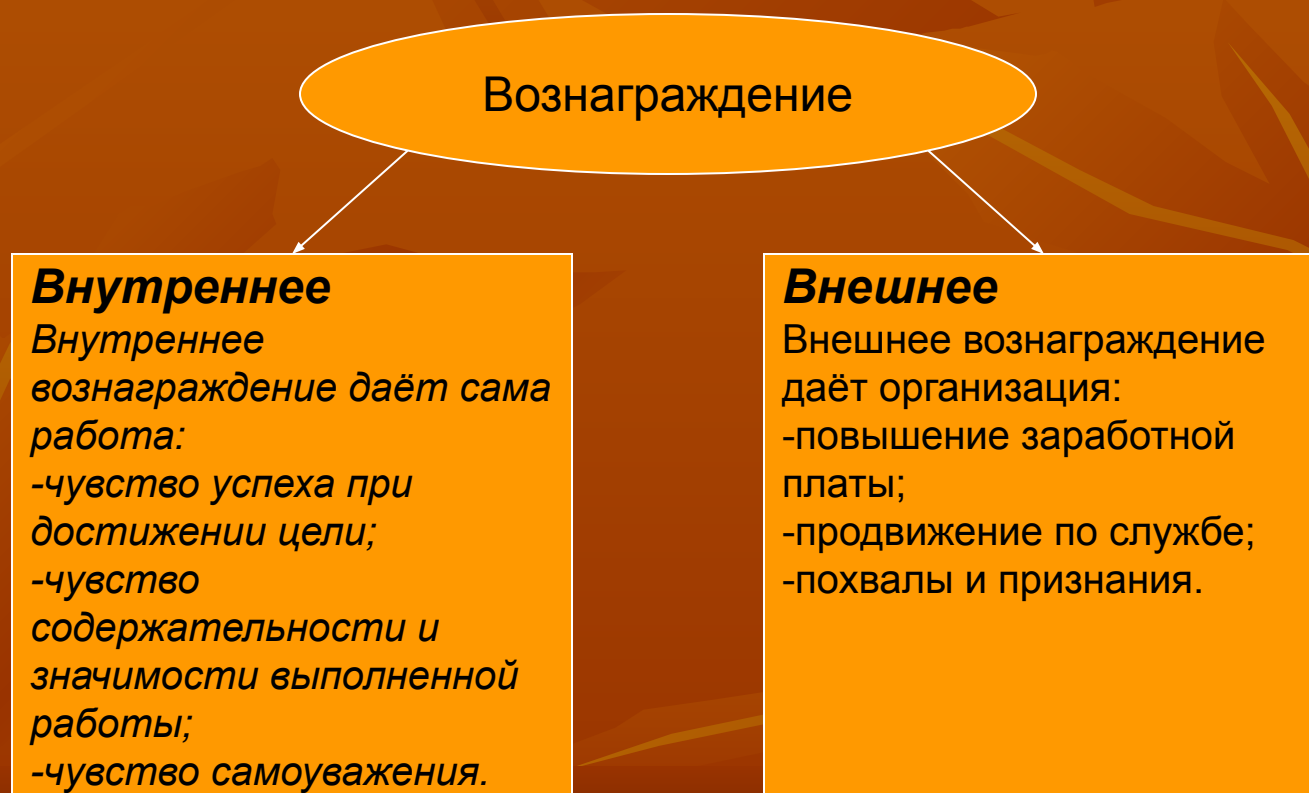 Вознаграждение
Внутреннее
Внутреннее
вознаграждение даёт сама
работа:
-чувство успеха при
достижении цели;
-чувство
содержательности и
значимости выполненной
работы;
-чувство самоуважения.
Внешнее
Внешнее вознаграждение
даёт организация:
-повышение заработной
платы;
-продвижение по службе;
-похвалы и признания.